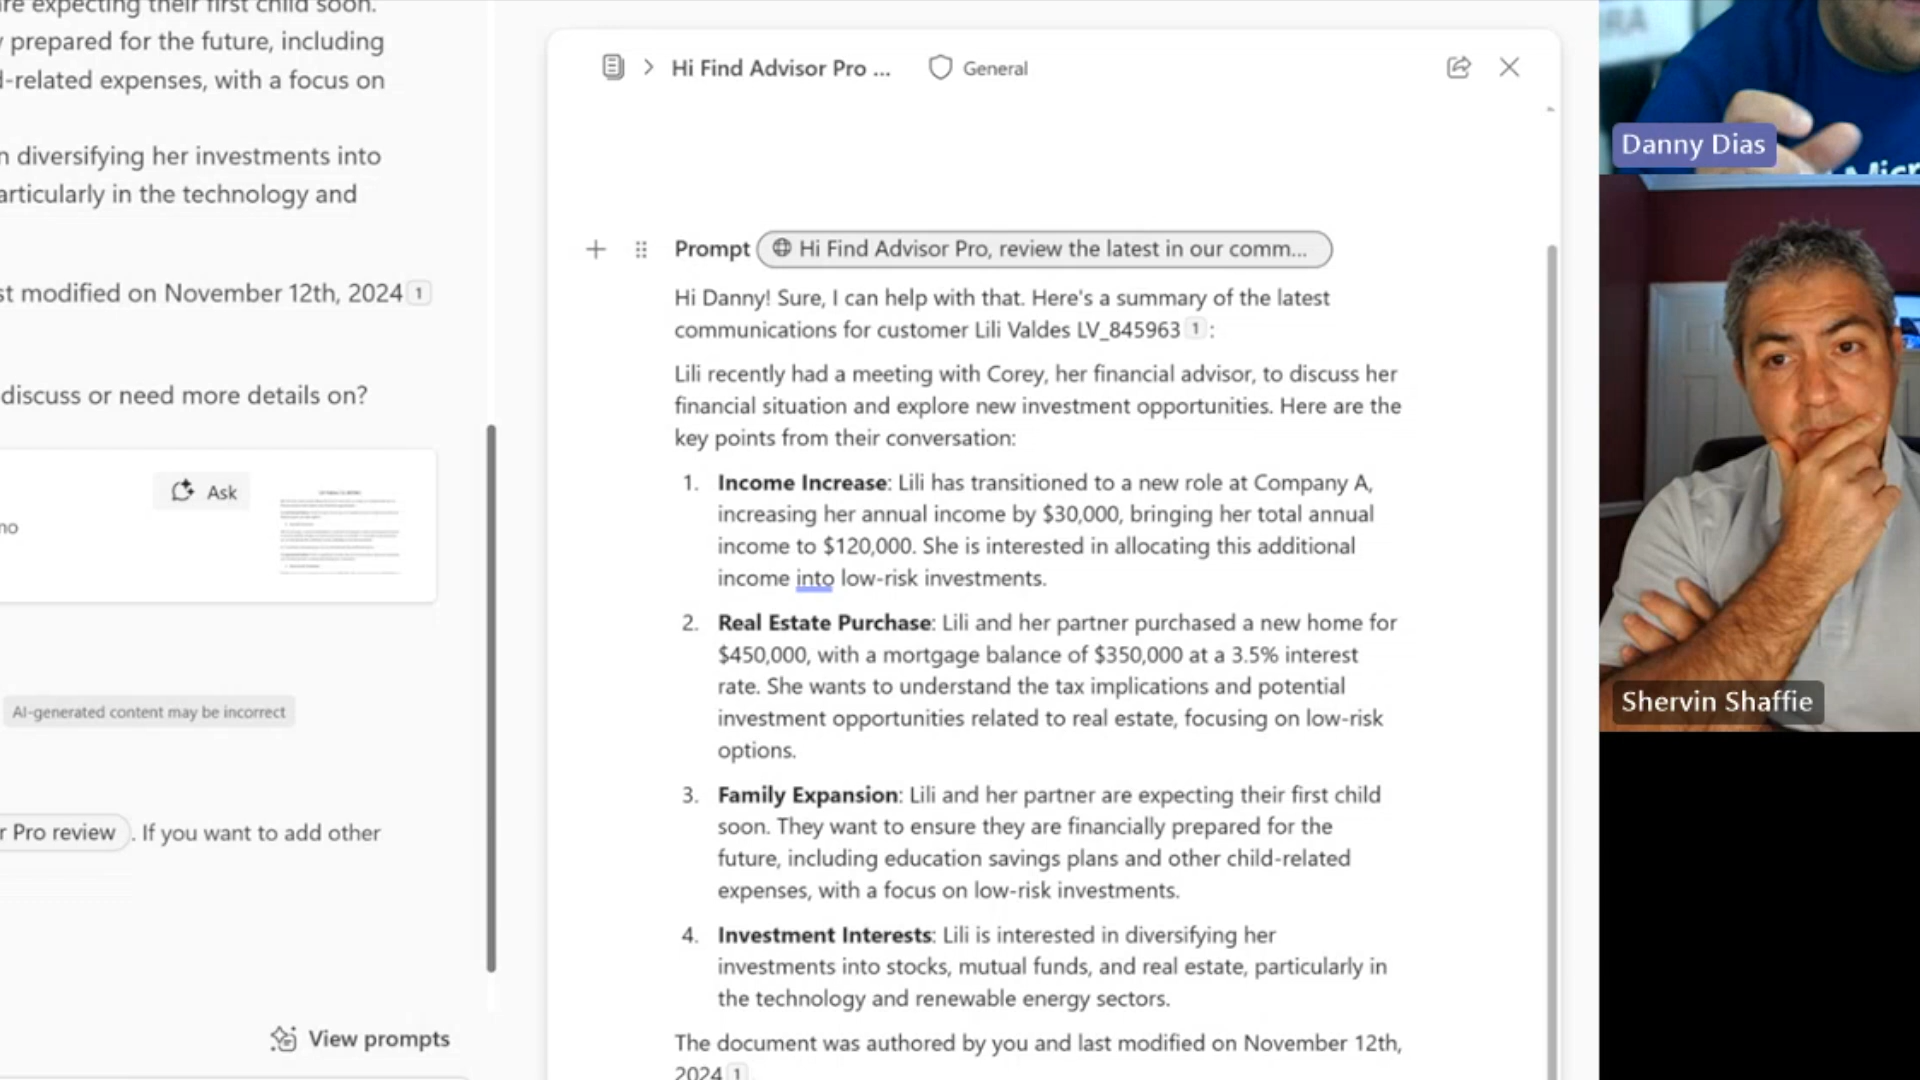 re expecting their first child soon.
prepared for the future, including
-related expenses, with a focus on
n diversifying her investments into
articularly in the technology and
st modified on November 12th, 2024 1
discuss or need more details on?
Ask
mo
AI-generated content may be incorrect
r Pro review . If you want to add other
View prompts
Hi Find Advisor Pro ... General
Prompt Hi Find Advisor Pro, review the latest in our comm...
Hi Danny! Sure, I can help with that. Here's a summary of the latest
communications for customer Lili Valdes LV_845963 1 :
Lili recently had a meeting with Corey, her financial advisor, to discuss her
financial situation and explore new investment opportunities. Here are the
key points from their conversation:
1. Income Increase: Lili has transitioned to a new role at Company A,
increasing her annual income by $30,000, bringing her total annual
income to $120,000. She is interested in allocating this additional
income into low-risk investments.
2. Real Estate Purchase: Lili and her partner purchased a new home for
$450,000, with a mortgage balance of $350,000 at a 3.5% interest
rate. She wants to understand the tax implications and potential
investment opportunities related to real estate, focusing on low-risk
options.
3. Family Expansion: Lili and her partner are expecting their first child
soon. They want to ensure they are financially prepared for the
future, including education savings plans and other child-related
expenses, with a focus on low-risk investments.
4. Investment Interests: Lili is interested in diversifying her
investments into stocks, mutual funds, and real estate, particularly in
the technology and renewable energy sectors.
The document was authored by you and last modified on November 12th,
2024 1
Danny Dias
Shervin Shaffie